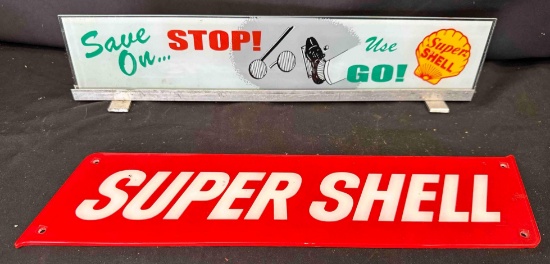 Save On... STOP! Use GO! Super SHELL
SUPER SHELL